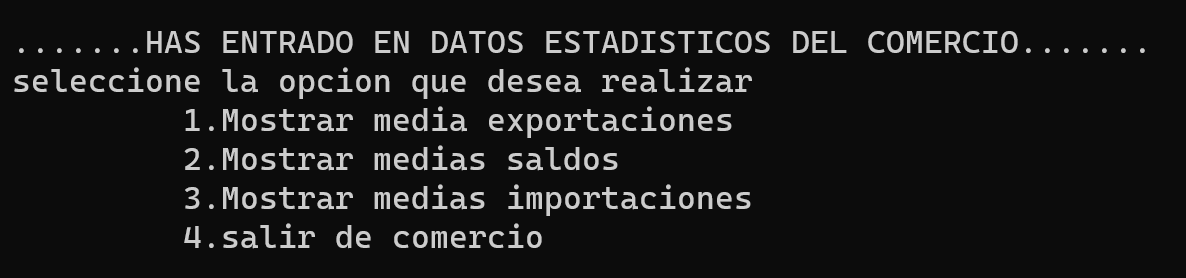 .......HAS ENTRADO EN DATOS ESTADISTICOS DEL COMERCIO.......
seleccione la opcion que desea realizar
1.Mostrar media exportaciones
2.Mostrar medias saldos
3.Mostrar medias importaciones
4.salir de comercio